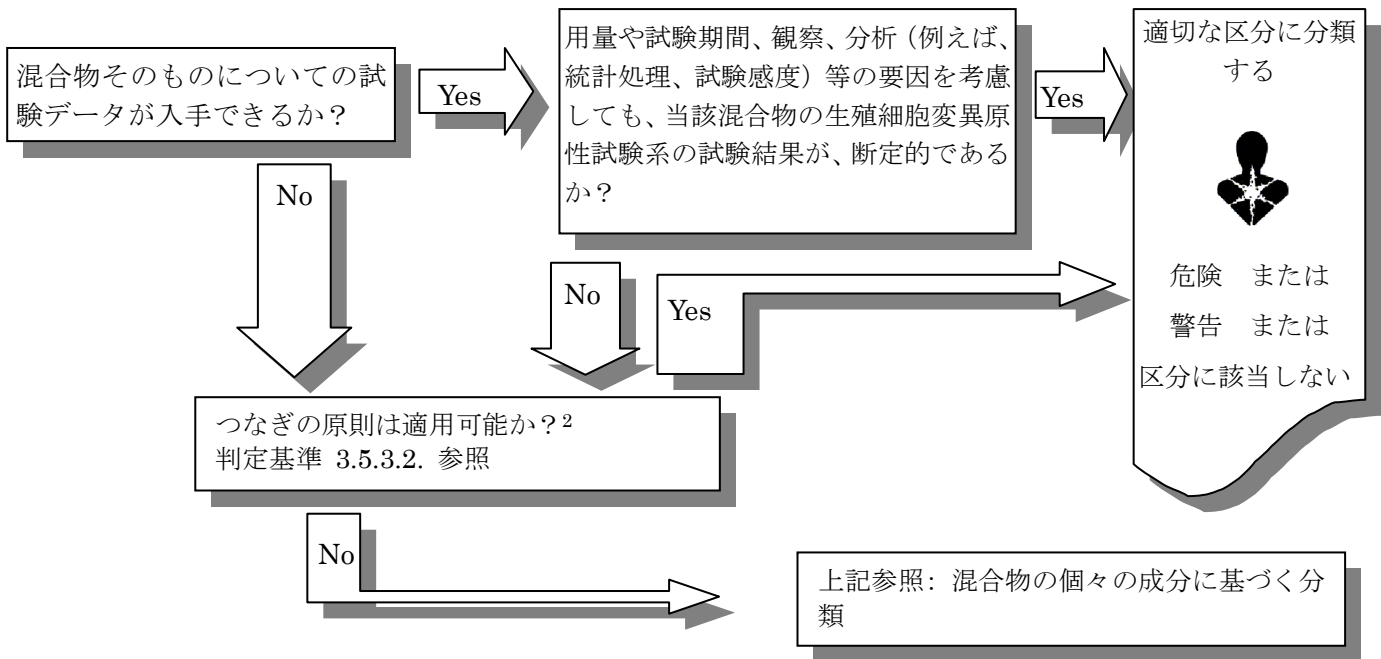 混合物そのものについての試
験データが入手できるか？
Yes
用量や試験期間、観察、分析（例えば、
統計処理、試験感度）等の要因を考慮
しても、当該混合物の生殖細胞変異原
性試験系の試験結果が、断定的である
か？
Yes
適切な区分に分類
する
危険　または
警告　または
区分に該当しない
No
No
Yes
つなぎの原則は適用可能か？2
判定基準 3.5.3.2. 参照
No
上記参照: 混合物の個々の成分に基づく分
類